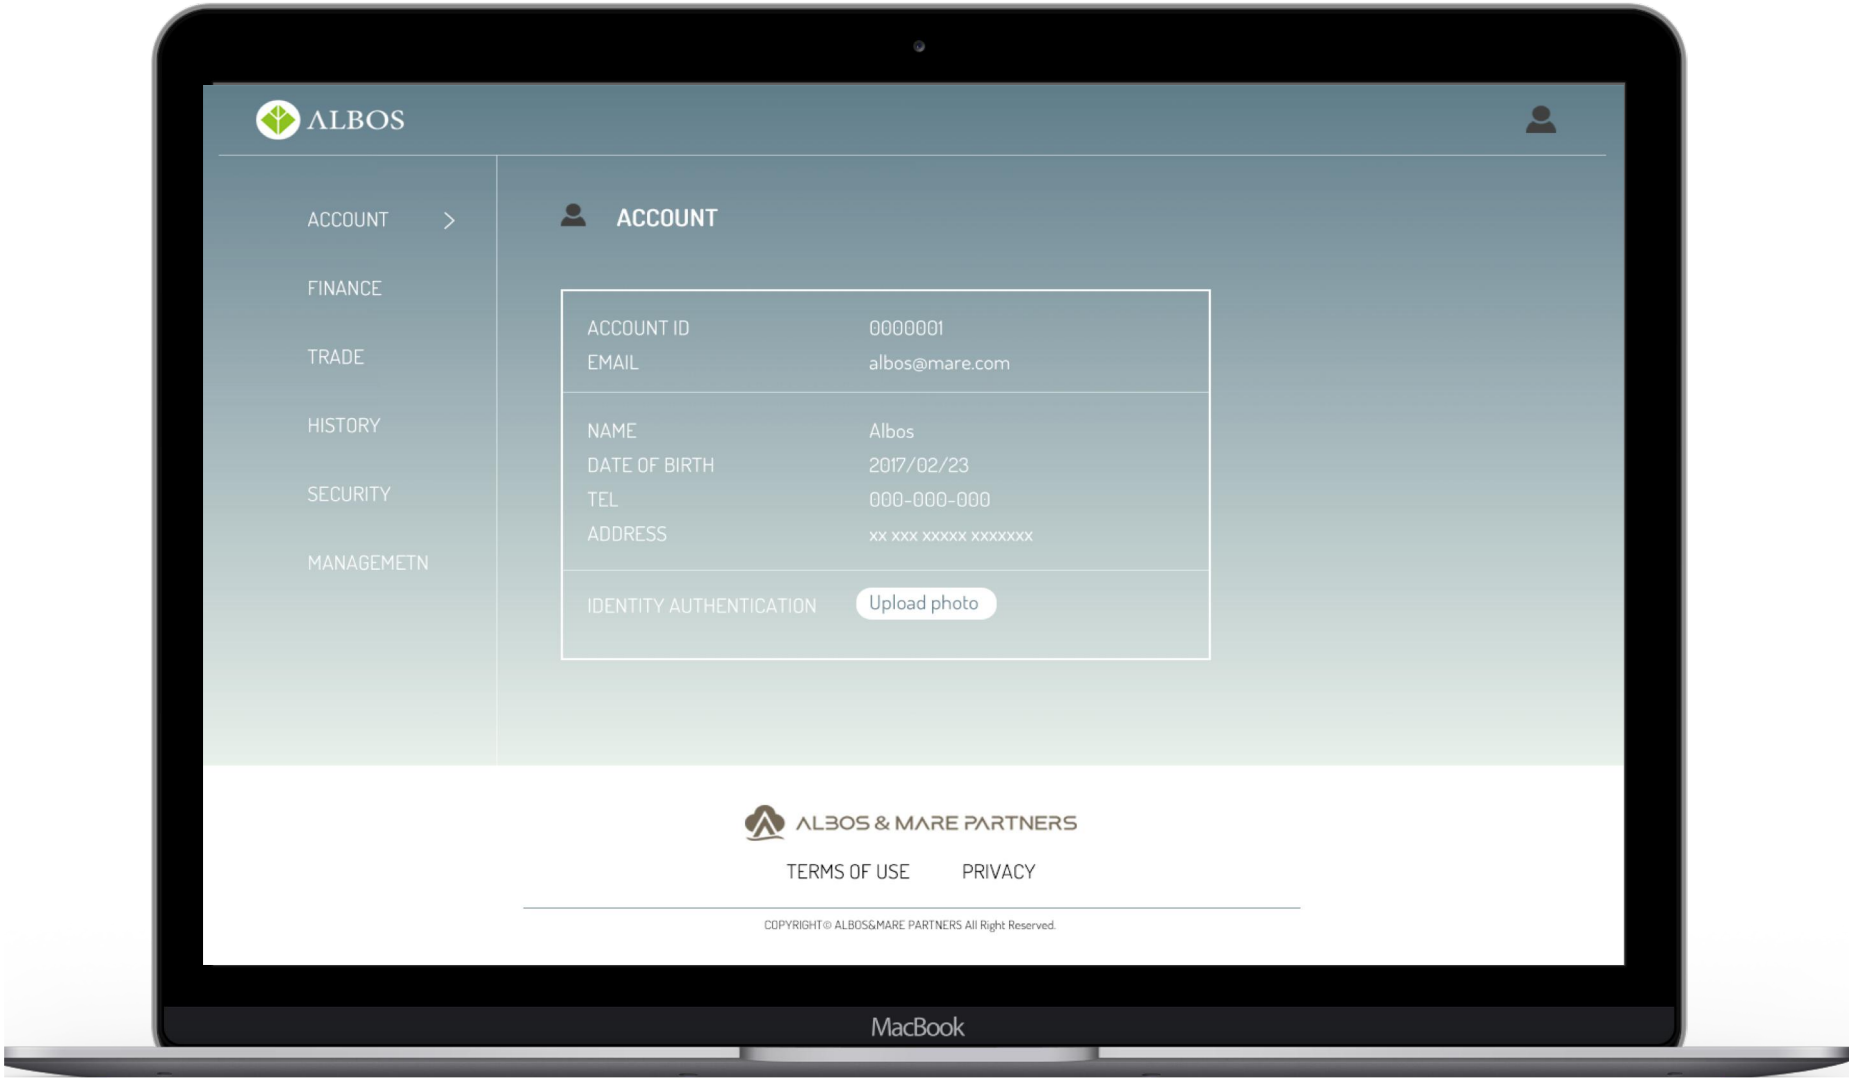 ALBOS
ACCOUNT >
FINANCE
TRADE
HISTORY
SECURITY
MANAGEMETN
ACCOUNT
ACCOUNT ID 0000001
EMAIL albos@mare.com
NAME Albos
DATE OF BIRTH 2017/02/23
TEL 000-000-000
ADDRESS xx xxx xxxxx xxxxxxx
IDENTITY AUTHENTICATION Upload photo
ALBOS & MARE PARTNERS
TERMS OF USE PRIVACY
COPYRIGHT© ALBOS&MARE PARTNERS All Right Reserved.
MacBook